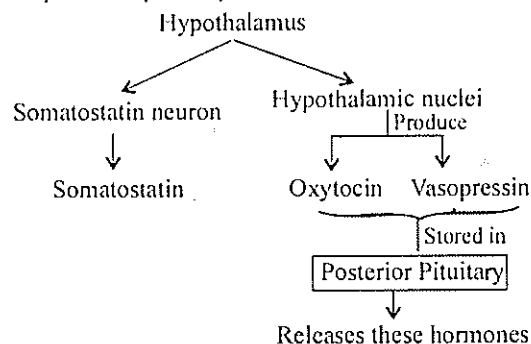 Hypothalamus
Somatostatin neuron
Hypothalamic nuclei
Produce
Somatostatin
Oxytocin Vasopressin
Stored in
Posterior Pituitary
Releases these hormones